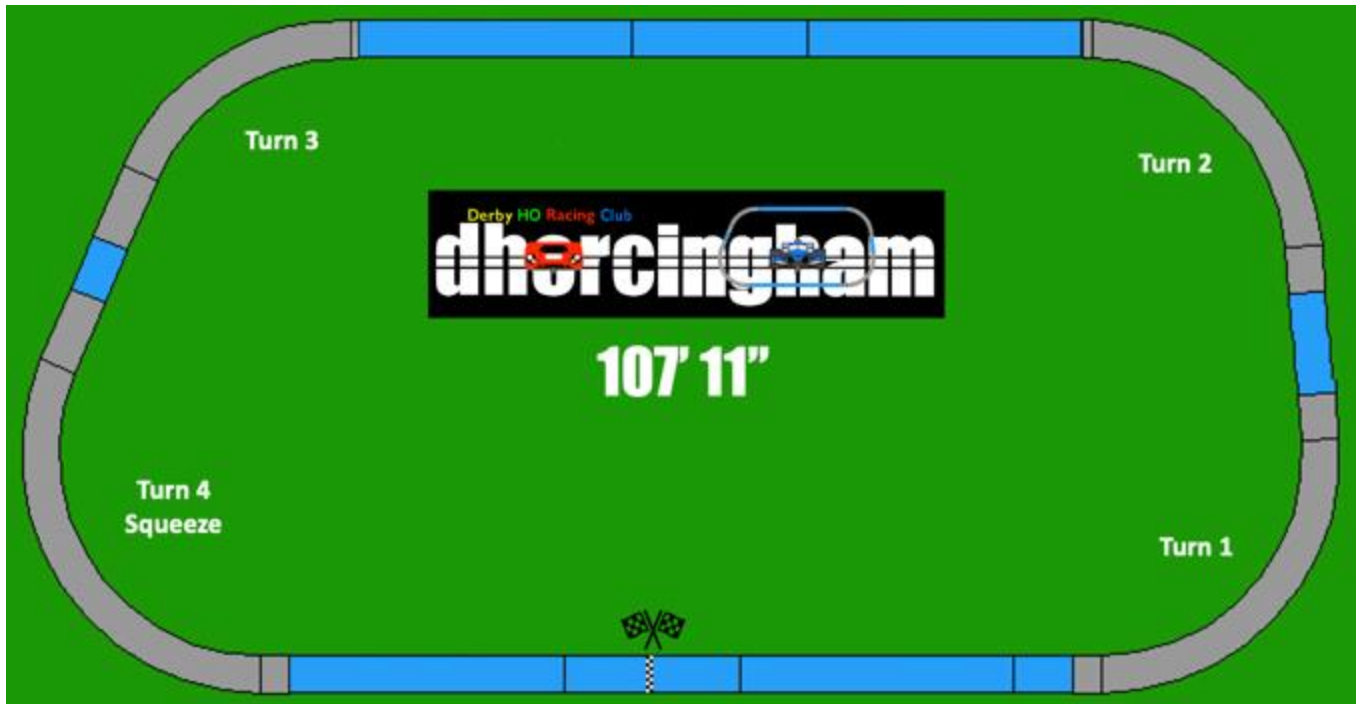 Turn 3
Turn 2
Derby HO Racing Club
dhorcingham
107' 11”
Turn 4
Squeeze
Turn 1